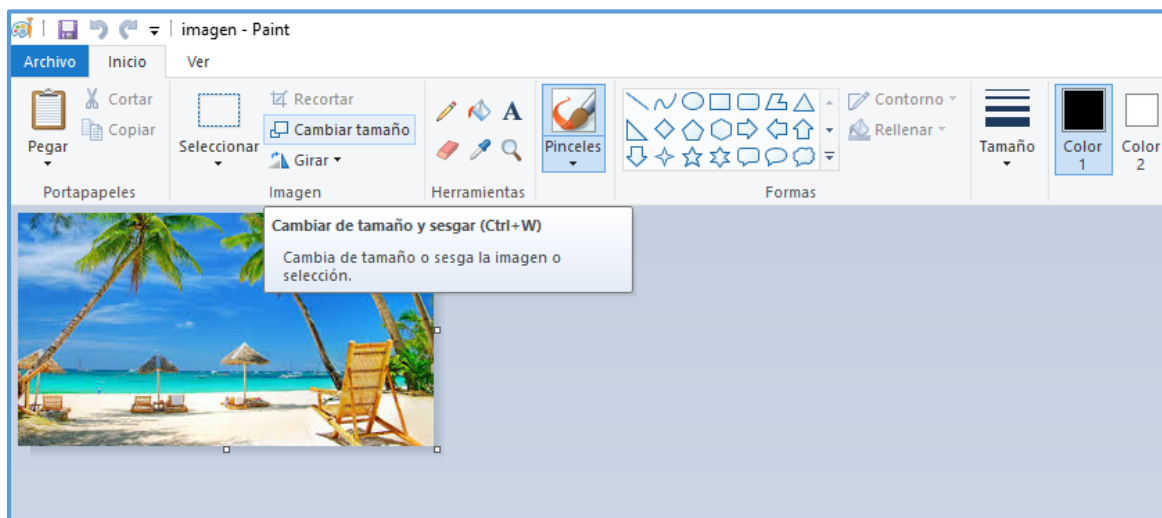 imagen - Paint
Archivo Inicio Ver
Pegar
Cortar
Copiar
Portapapeles
Seleccionar
Recortar
Cambiar tamaño
Girar
Imagen
A
Herramientas
Pinceles
Contorno
Rellenar
Formas
Tamaño
Color
1
Color
2
Cambiar de tamaño y sesgar (Ctrl+W)
Cambia de tamaño o sesga la imagen o
selección.